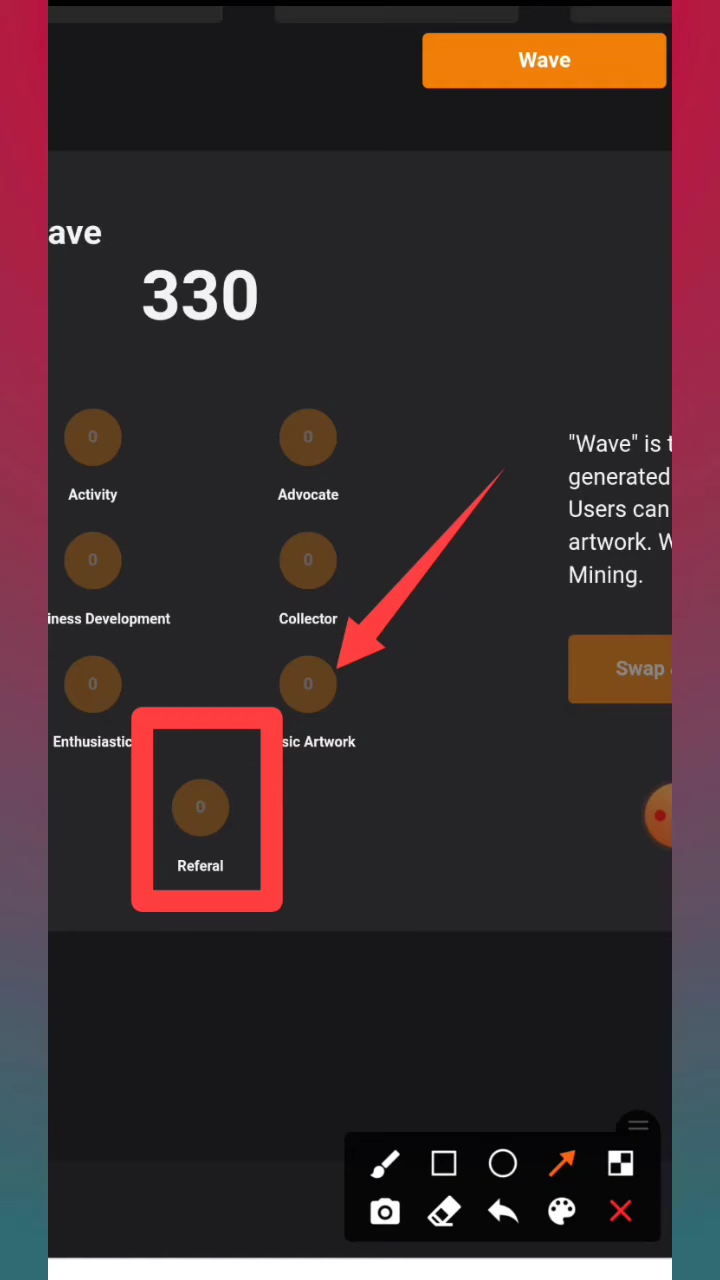 Wave
ave
330
0
0
Activity
Advocate
0
0
iness Development
Collector
0
0
Enthusiastic
sic Artwork
0
Referal
"Wave" is t
generated
Users can
artwork. W
Mining.
Swap